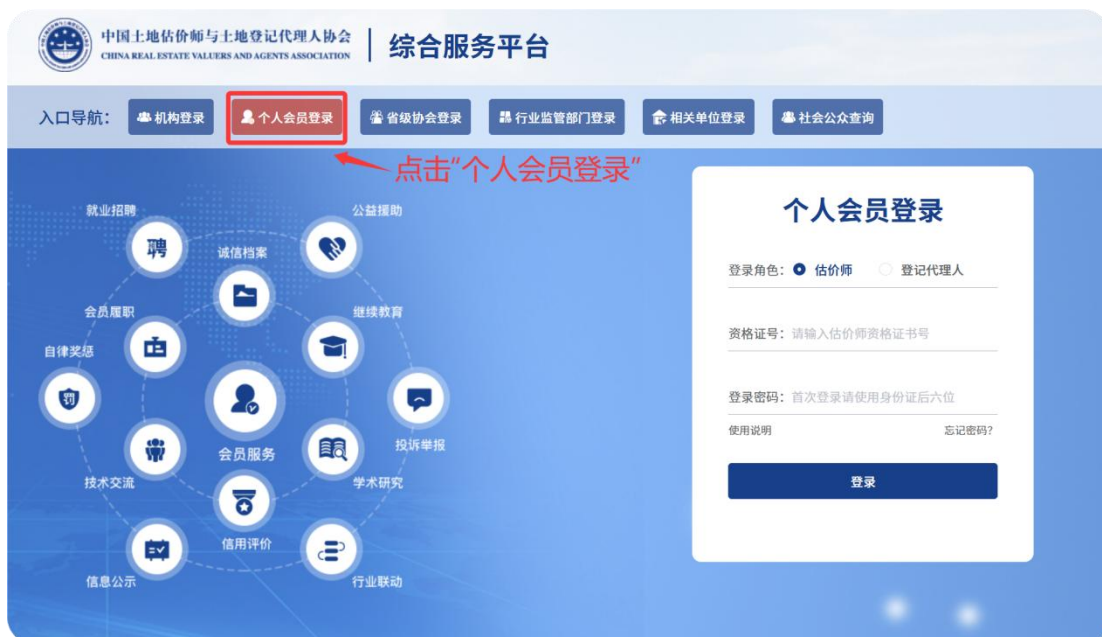 中国土地估价师与土地登记代理人协会
CHINA REAL ESTATE VALUERS AND AGENTS ASSOCIATION
综合服务平台
入口导航：
机构登录
个人会员登录
省级协会登录
行业监管部门登录
相关单位登录
社会公众查询
点击"个人会员登录"
就业招聘
聘
诚信档案
公益援助
会员履职
继续教育
自律奖惩
罚
会员服务
投诉举报
技术交流
学术研究
信用评价
信息公示
行业联动
个人会员登录
登录角色： 估价师 登记代理人
资格证号：请输入估价师资格证书号
登录密码：首次登录请使用身份证后六位
使用说明 忘记密码?
登录